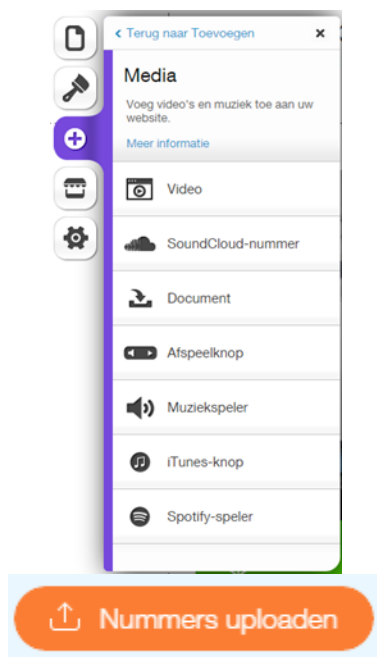 Terug naar Toevoegen
Media
Voeg video's en muziek toe aan uw
website.
Meer informatie
Video
SoundCloud-nummer
Document
Afspeelknop
Muziekspeler
iTunes-knop
Spotify-speler
Nummers uploaden